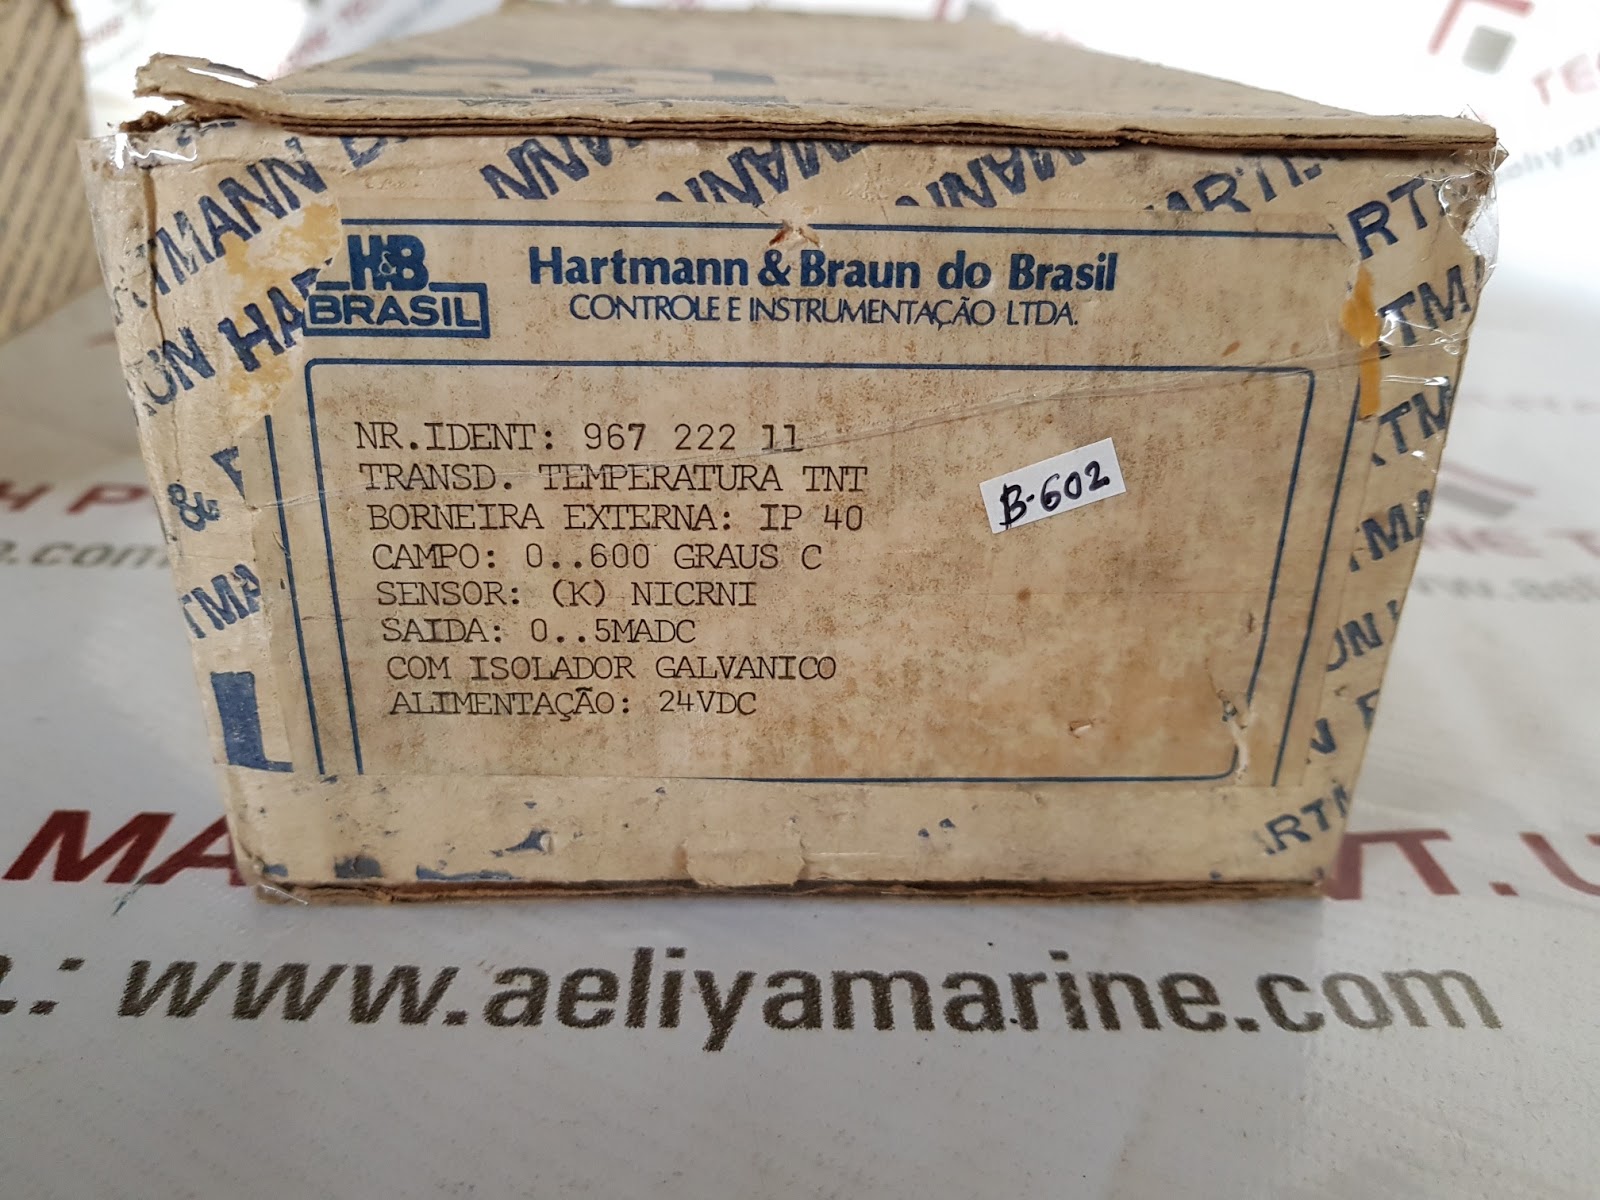 H&B
BRASIL
Hartmann & Braun do Brasil
CONTROLE E INSTRUMENTAÇÃO LTDA.
NR.IDENT: 967 222 11
TRANSD. TEMPERATURA TNT
BORNEIRA EXTERNA: IP 40
CAMPO: 0..600 GRAUS C
SENSOR: (K) NICRNI
SAIDA: 0..5MADC
COM ISOLADOR GALVANICO
ALIMENTAÇÃO: 24VDC
B-602
www.aeliyamarine.com